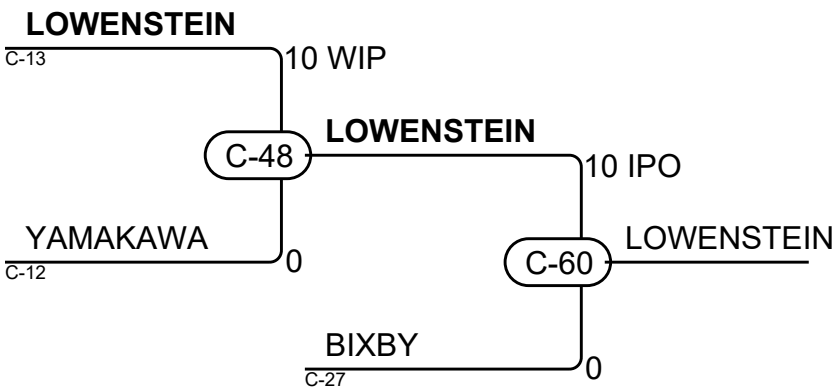 LOWENSTEIN
C-13
10 WIP
C-48
LOWENSTEIN
10 IPO
YAMAKAWA
C-12
0
C-60
LOWENSTEIN
BIXBY
C-27
0